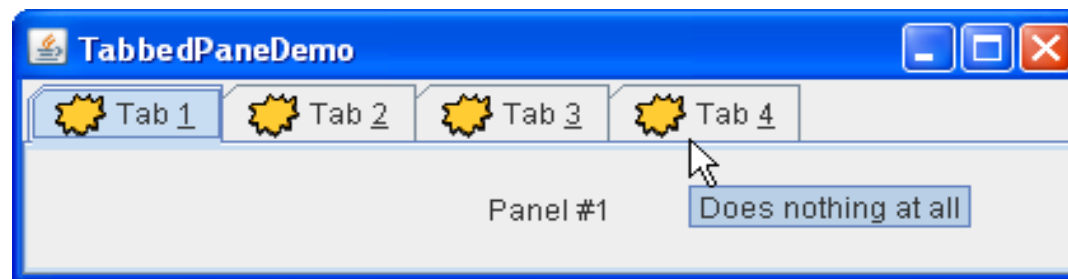 TabbedPaneDemo
Tab 1 Tab 2 Tab 3 Tab 4
Panel #1 Does nothing at all